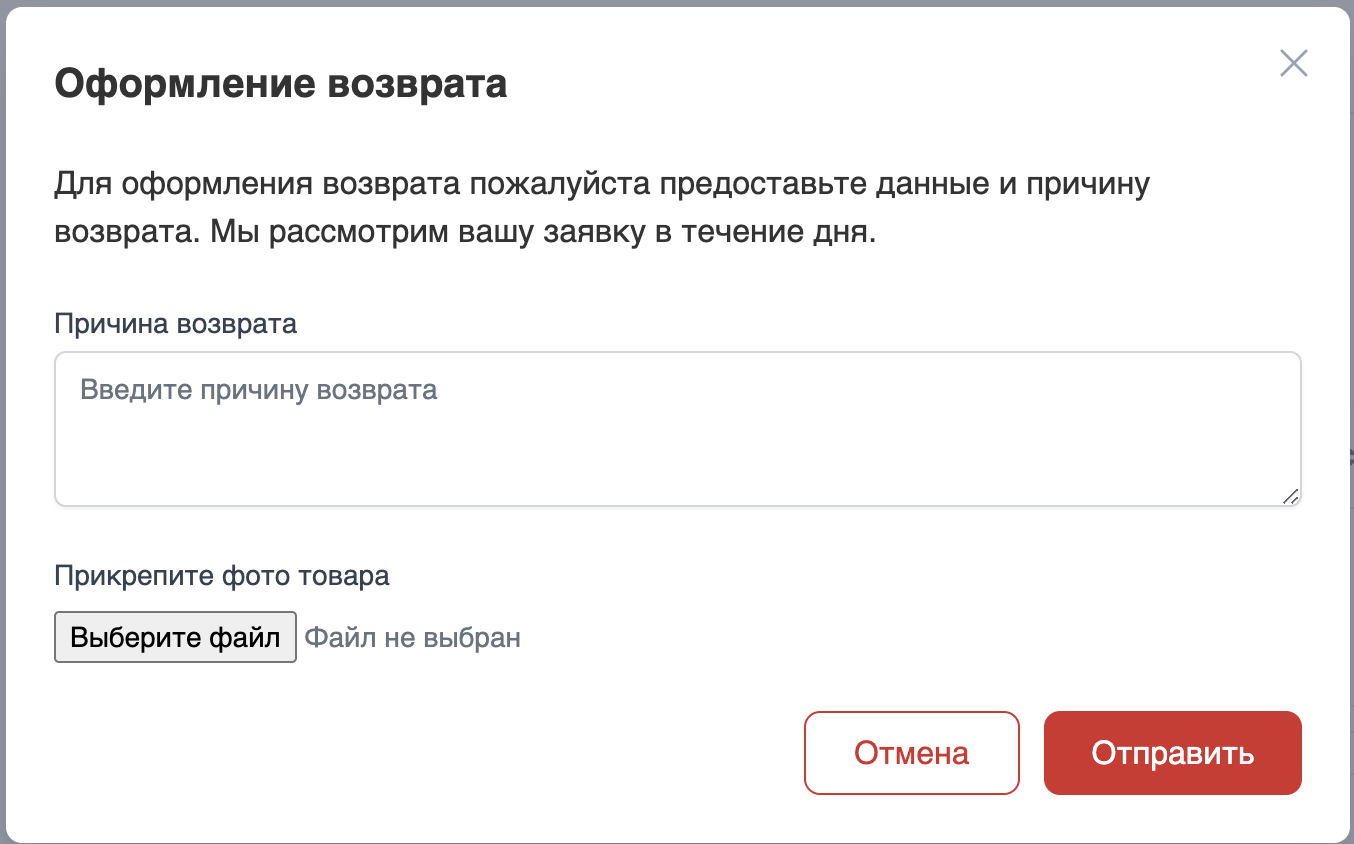 Оформление возврата
Для оформления возврата пожалуйста предоставьте данные и причину
возврата. Мы рассмотрим вашу заявку в течение дня.
Причина возврата
Введите причину возврата
Прикрепите фото товара
Выберите файл Файл не выбран
Отмена Отправить